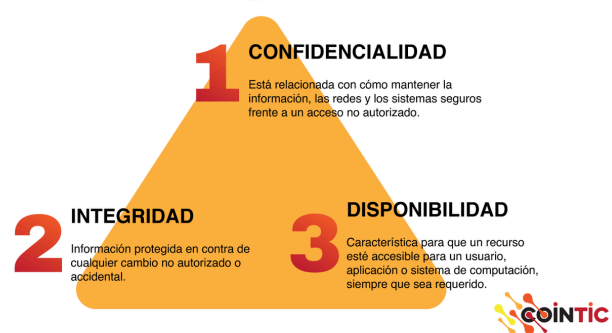 1
CONFIDENCIALIDAD
Está relacionada con cómo mantener la
información, las redes y los sistemas seguros
frente a un acceso no autorizado.
2
INTEGRIDAD
Información protegida en contra de
cualquier cambio no autorizado o
accidental.
3
DISPONIBILIDAD
Característica para que un recurso
esté accesible para un usuario,
aplicación o sistema de computación,
siempre que sea requerido.
COINTIC